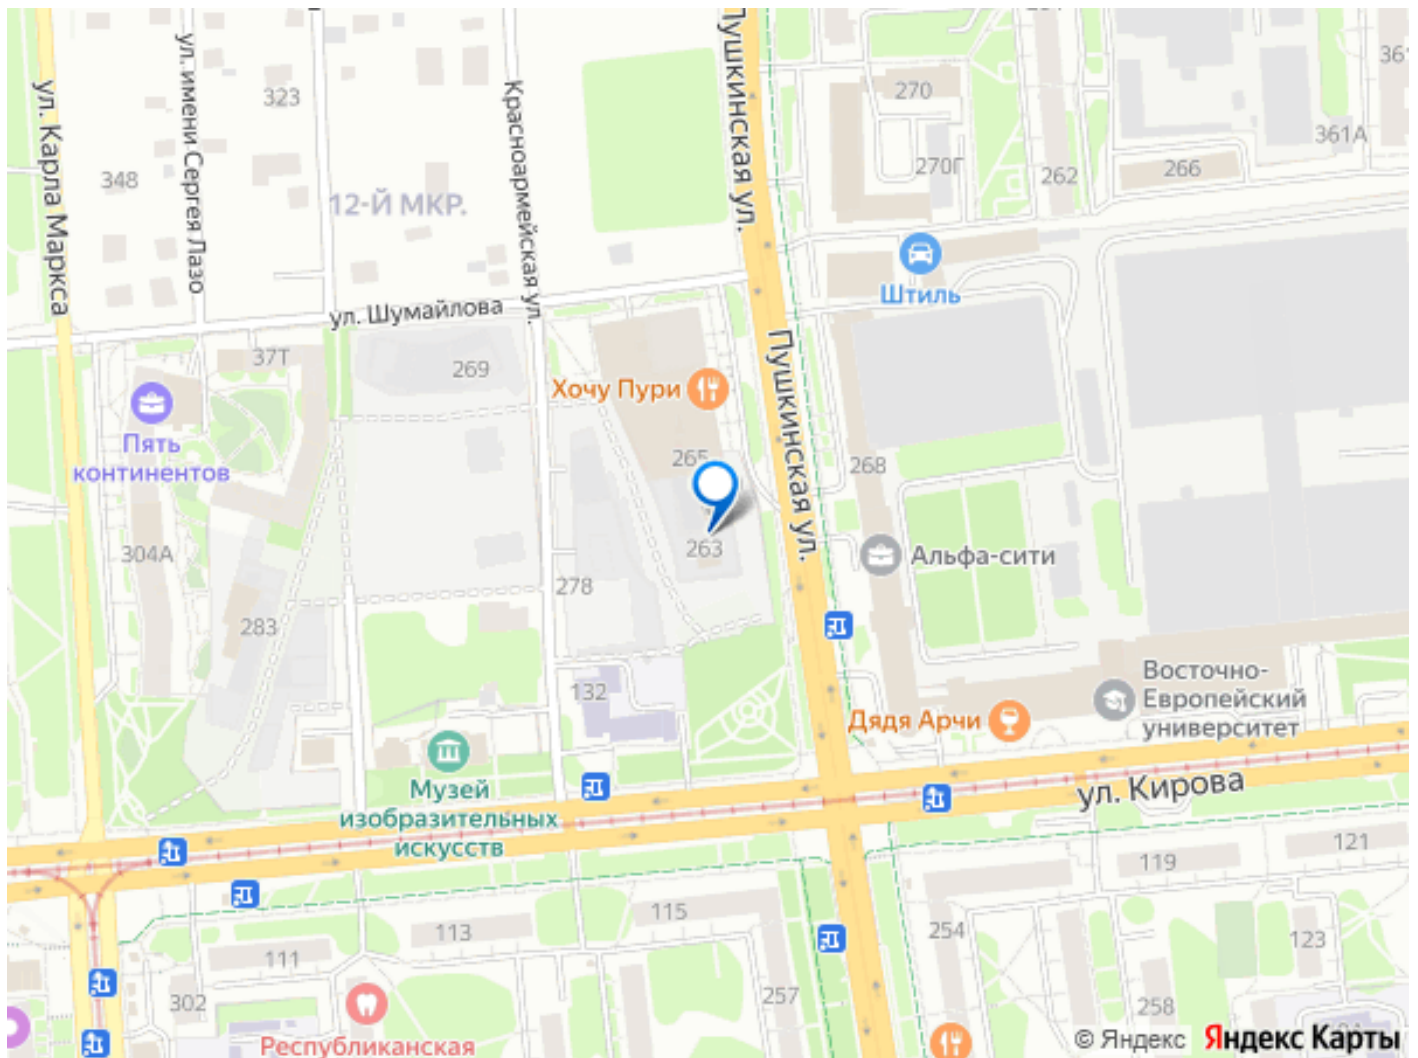 ул. Карла Маркса
ул. имени Сергея Лазо
323
348
12-Й МКР.
Красноармейская ул.
Пушкинская ул.
270
270Г
262
266
361А
361
Штиль
ул. Шумайлова
37Т
269
Хочу Пури
265
Пушкинская ул.
268
Пять
континентов
304А
263
Альфа-сити
278
283
132
Дядя Арчи
Восточно-
Европейский
университет
Музей
изобразительных
искусств
ул. Кирова
121
119
115
113
111
254
123
302
257
258
Республиканская
© Яндекс Яндекс Карты